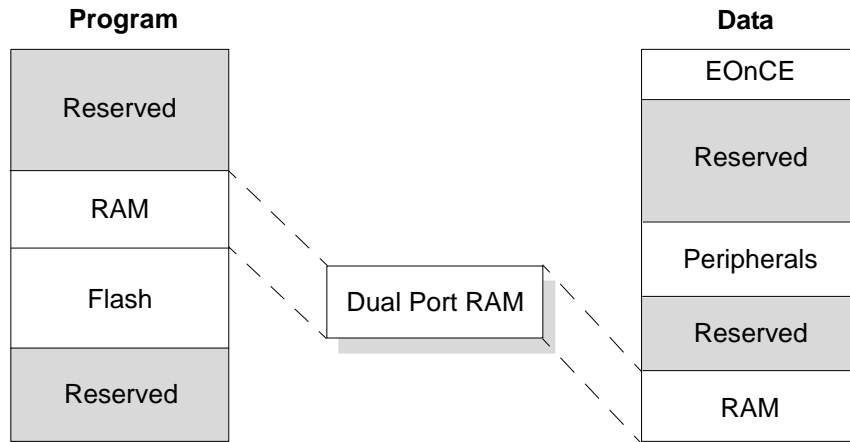 Program
Reserved
RAM
Flash
Reserved
Dual Port RAM
Data
EOnCE
Reserved
Peripherals
Reserved
RAM